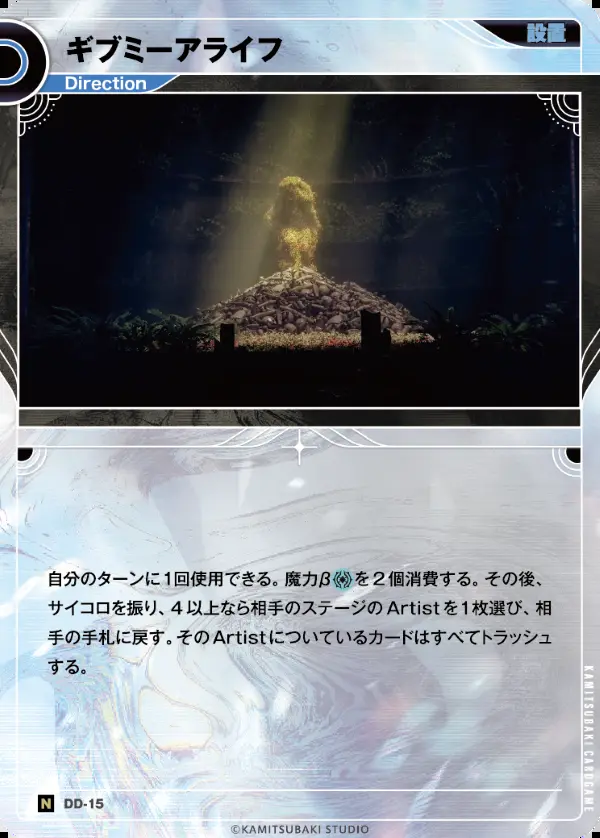 ギブミーアライフ
設置
Direction
自分のターンに1回使用できる。魔力βを2個消費する。その後、
サイコロを振り、4以上なら相手のステージのArtistを1枚選び、相
手の手札に戻す。そのArtistについているカードはすべてトラッシュ
する。
KAMITSUBAKI CARDGAME
N DD-15
©KAMITSUBAKI STUDIO